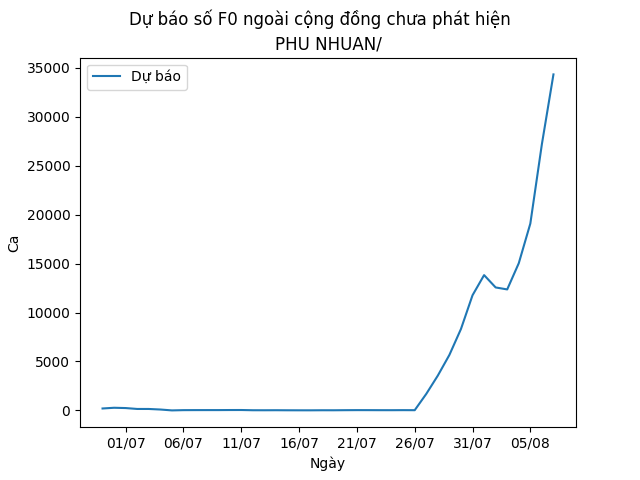 Dự báo số F0 ngoài cộng đồng chưa phát hiện
PHU NHUAN/
Dự báo
35000
30000
25000
20000
15000
10000
5000
0
Ca
01/07 06/07 11/07 16/07 21/07 26/07 31/07 05/08
Ngày